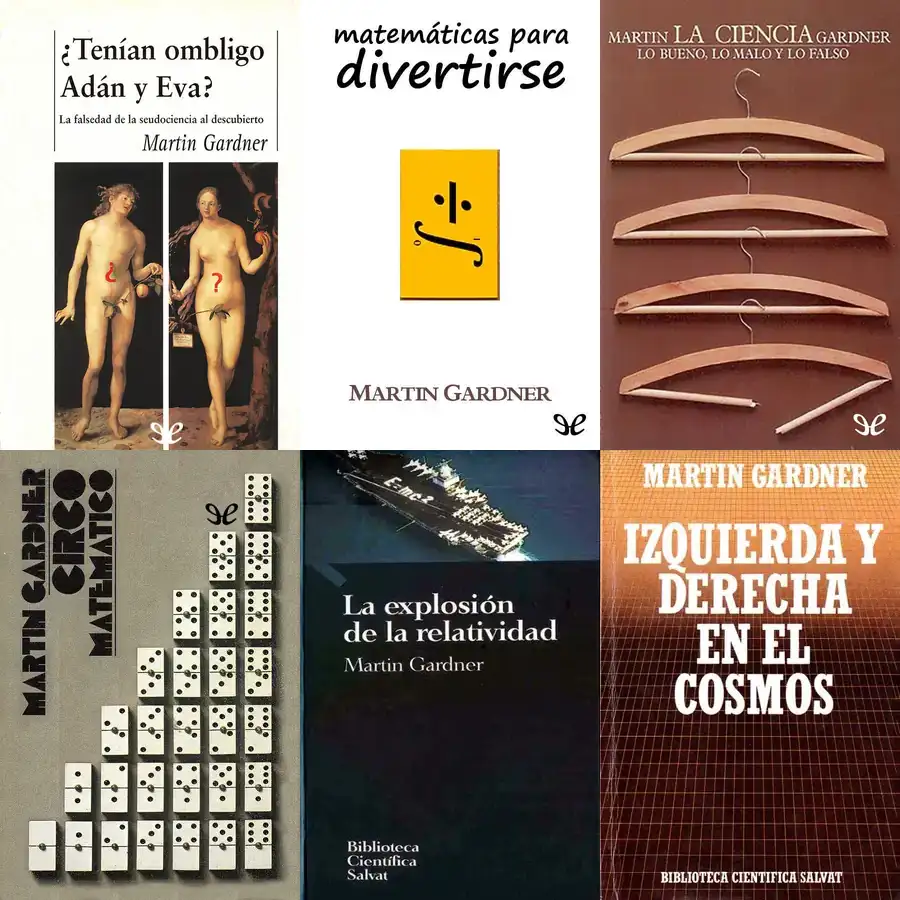 ¿Tenían ombligo
Adán y Eva?
La falsedad de la seudociencia al descubierto
Martin Gardner
¿
?
matemáticas para
divertirse
MARTIN GARDNER
MARTIN LA CIENCIA GARDNER
LO BUENO, LO MALO Y LO FALSO
MARTIN GARDNER
CIRCO
MATEMATICO
E=mc²
La explosión
de la relatividad
Martin Gardner
Biblioteca
Científica
Salvat
MARTIN GARDNER
IZQUIERDA Y
DERECHA
EN EL
COSMOS
BIBLIOTECA CIENTIFICA SALVAT